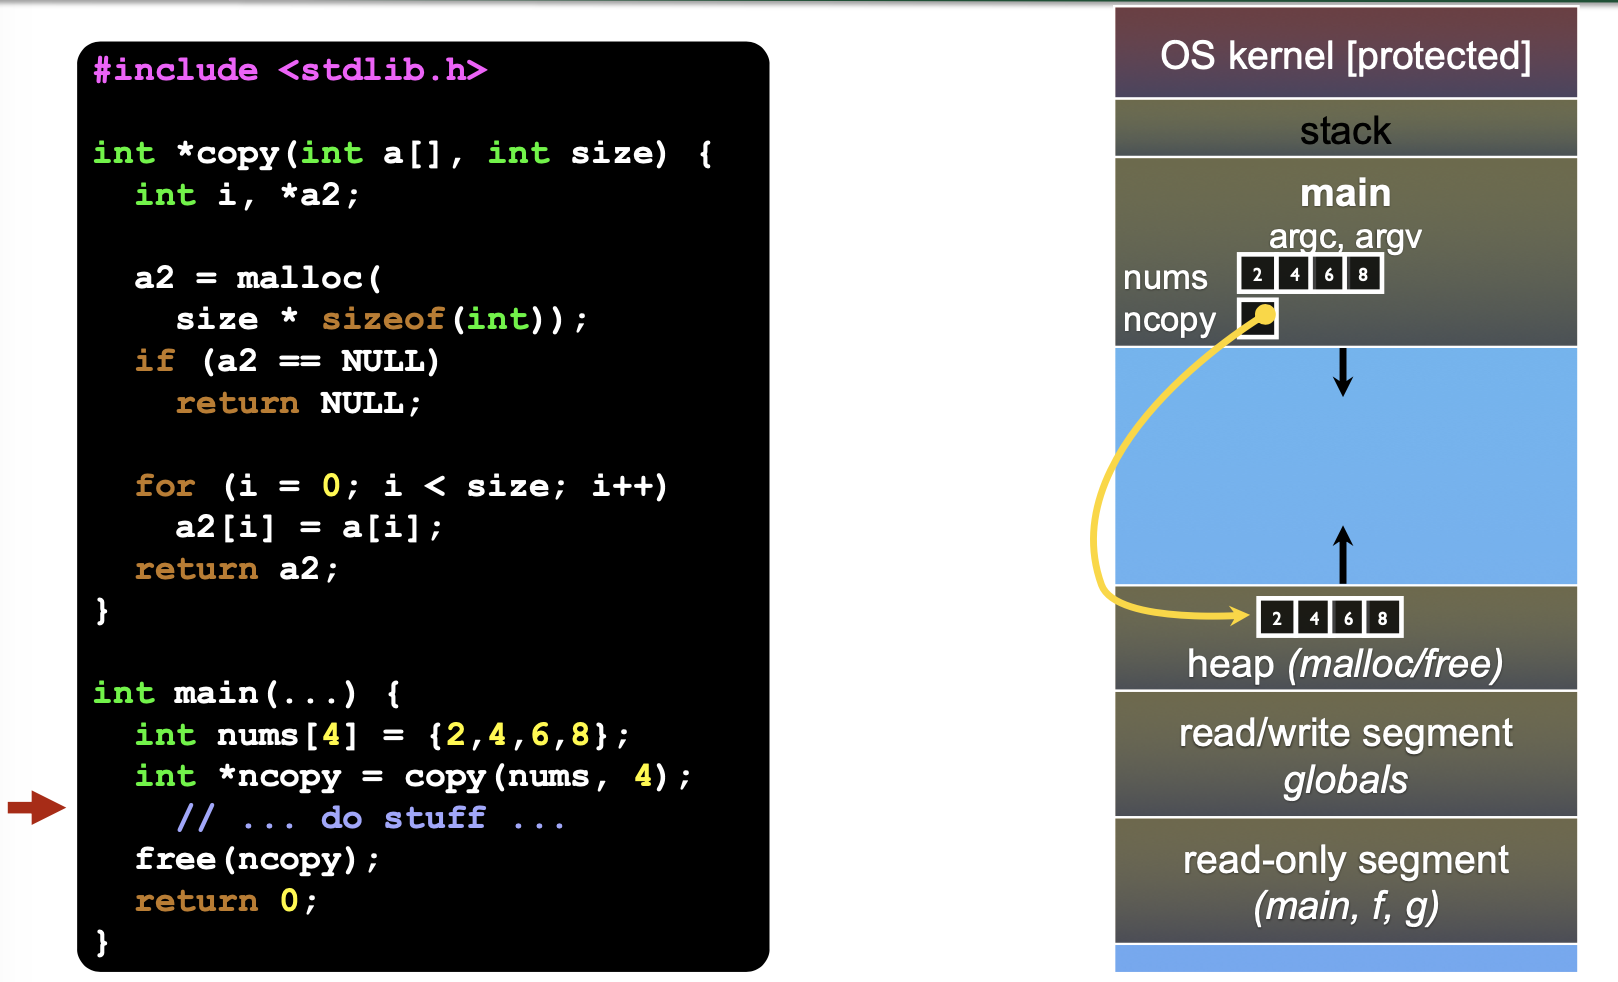 #include <stdlib.h>
int *copy(int a[], int size) {
int i, *a2;
a2 = malloc(
size * sizeof(int));
if (a2 == NULL)
return NULL;
for (i = 0; i < size; i++)
a2[i] = a[i];
return a2;
}
int main(...) {
int nums[4] = {2,4,6,8};
int *ncopy = copy(nums, 4);
// ... do stuff ...
free(ncopy);
return 0;
}
OS kernel [protected]
stack
main
argc, argv
nums 2 4 6 8
ncopy
2 4 6 8
heap (malloc/free)
read/write segment
globals
read-only segment
(main, f, g)